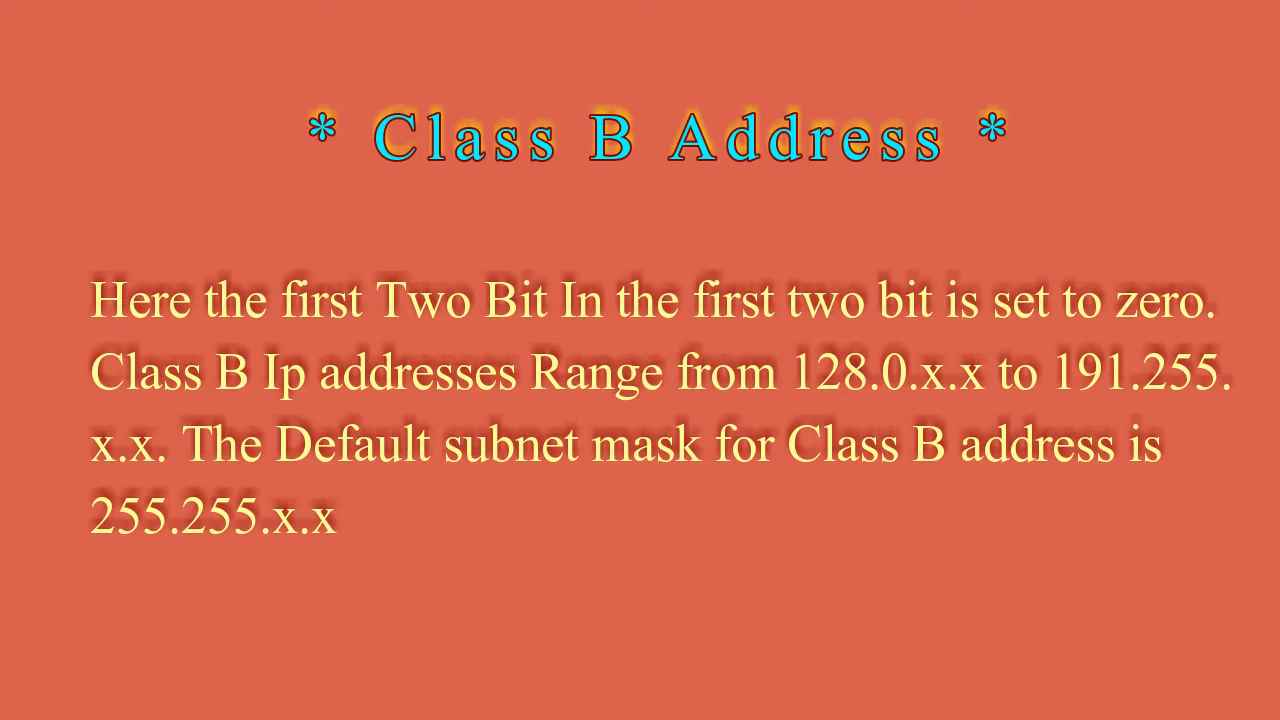 * Class B Address *
Here the first Two Bit In the first two bit is set to zero.
Class B Ip addresses Range from 128.0.x.x to 191.255.
x.x. The Default subnet mask for Class B address is
255.255.x.x